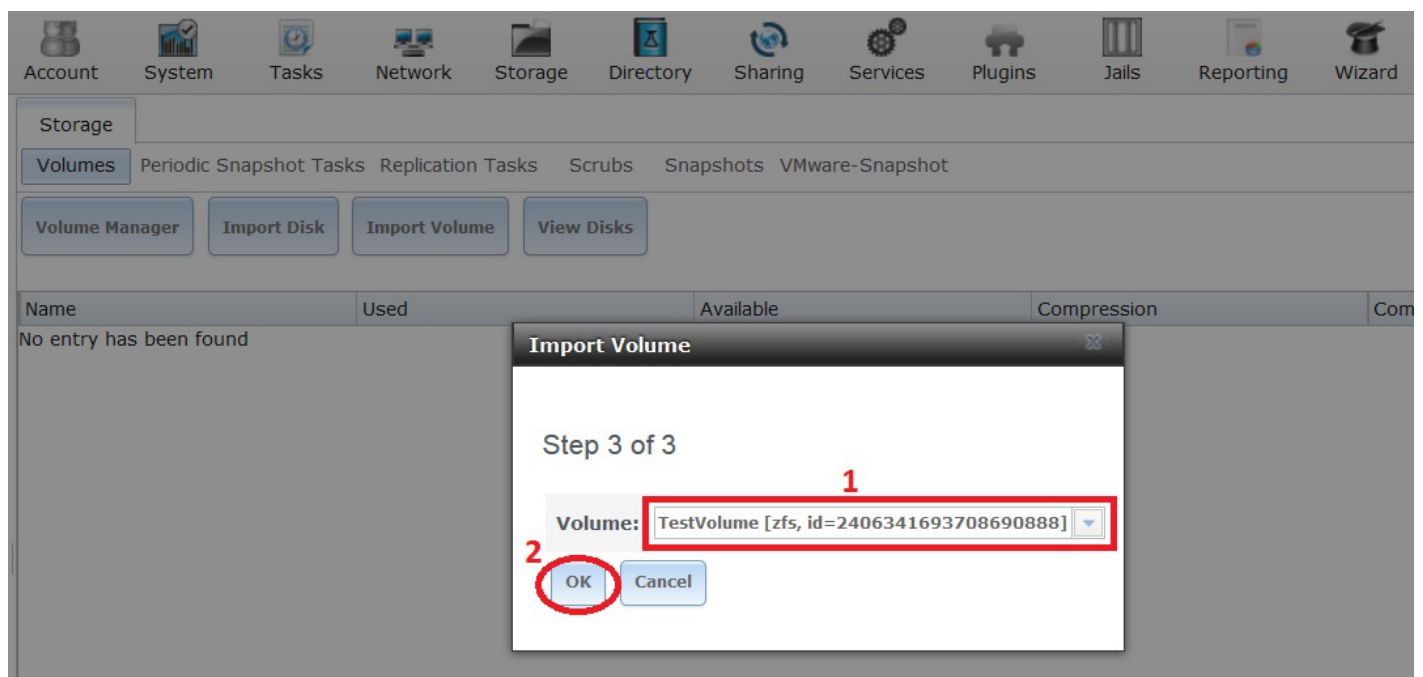 Account System Tasks Network Storage Directory Sharing Services Plugins Jails Reporting Wizard
Storage
Volumes Periodic Snapshot Tasks Replication Tasks Scrubs Snapshots VMware-Snapshot
Volume Manager Import Disk Import Volume View Disks
Name Used Available Compression Com
No entry has been found
Import Volume
Step 3 of 3
1
Volume: TestVolume [zfs, id=2406341693708690888]
2
OK Cancel